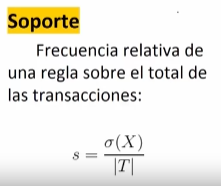 Soporte
Frecuencia relativa de
una regla sobre el total de
las transacciones:
s = σ(X) / |T|